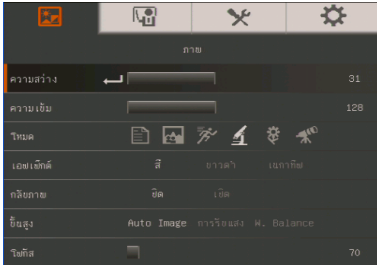 ภาพ
ความสว่าง 31
ความเข้ม 128
โหมด
เอฟเฟ็กต์ สี ขาวดำ เนกาทิฟ
กลับภาพ ปิด เปิด
ขั้นสูง Auto Image การรับแสง W. Balance
โฟกัส 70